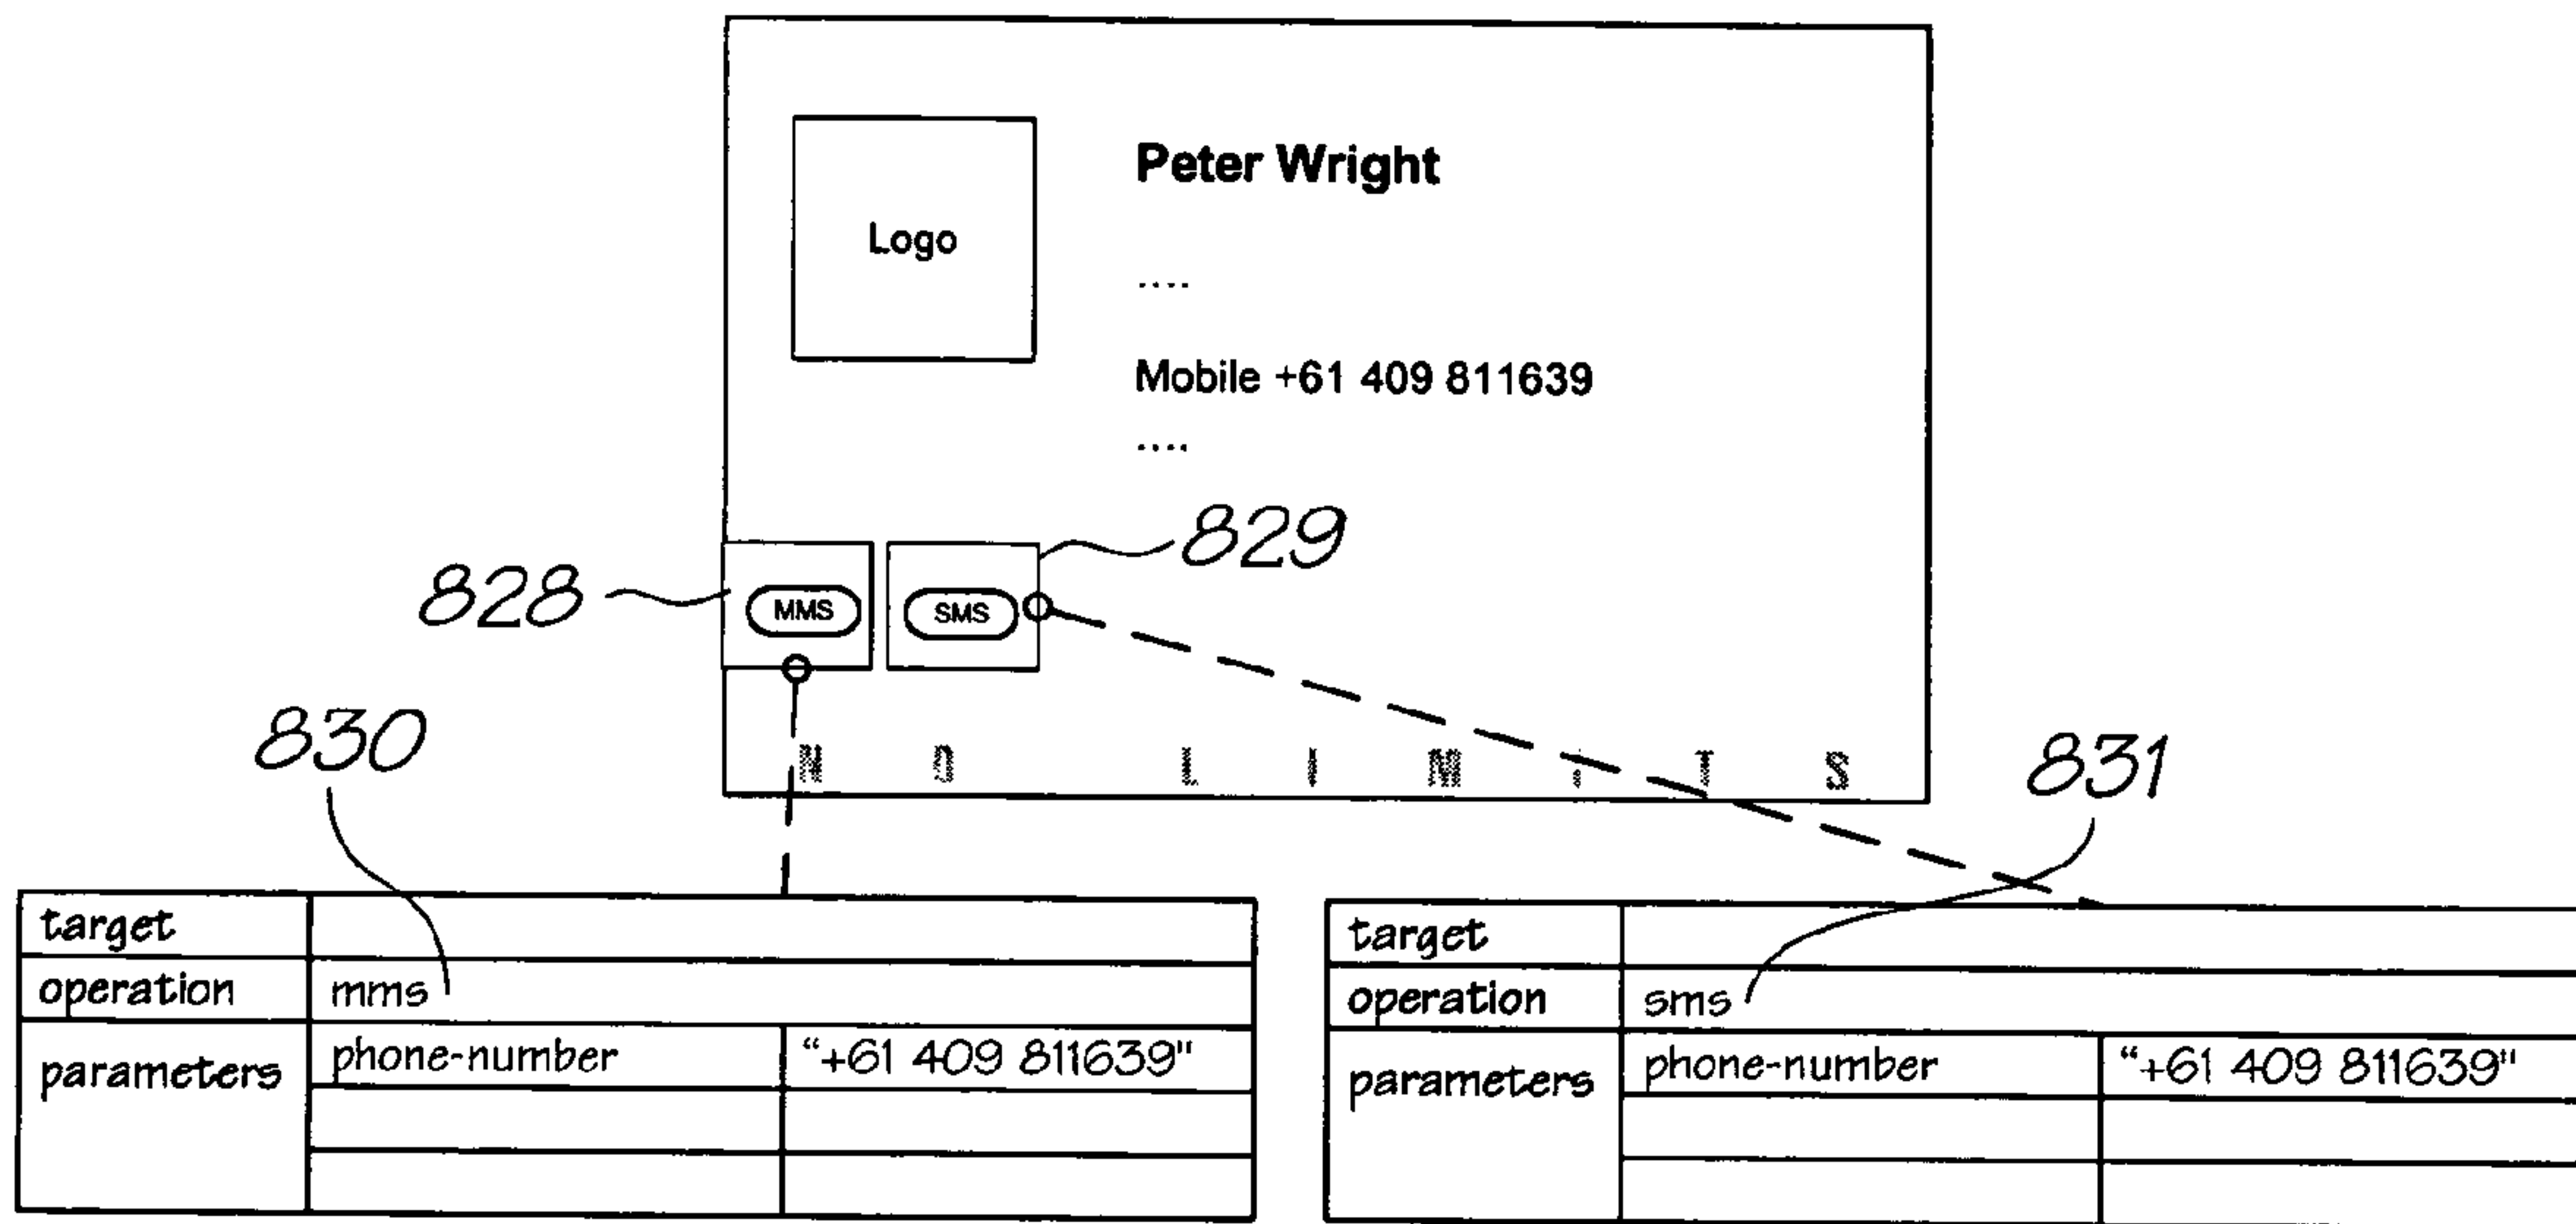 Logo
Peter Wright
....
Mobile +61 409 811639
....
828
829
MMS SMS
N O L I M I T S
830
831
target
operation mms
parameters phone-number "+61 409 811639"
target
operation sms
parameters phone-number "+61 409 811639"